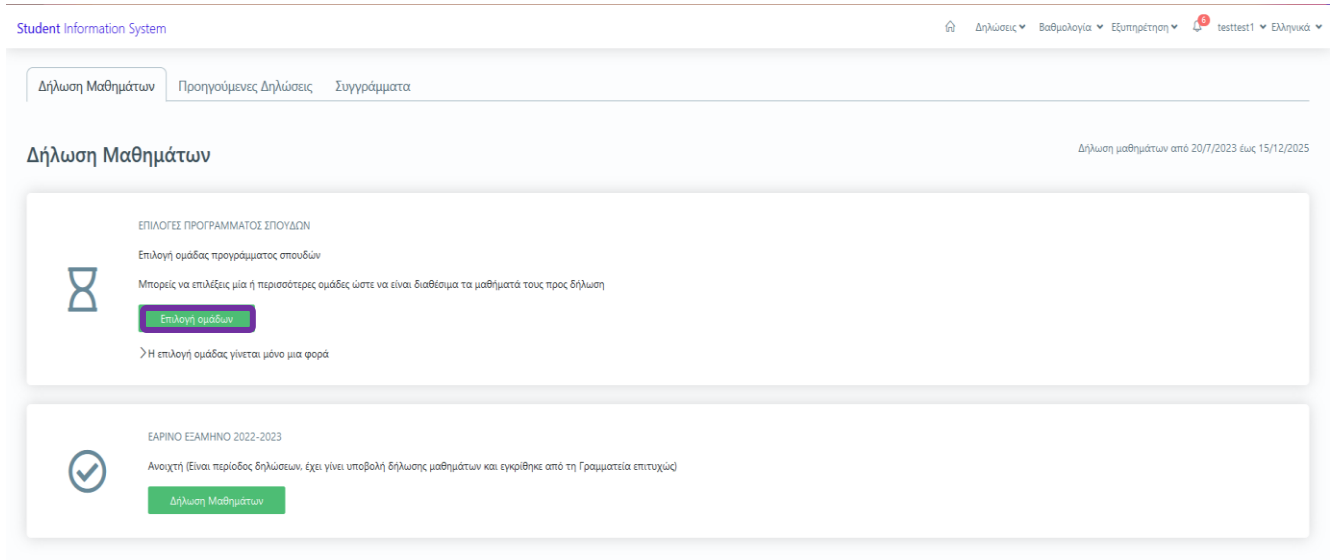 Student Information System
Δηλώσεις Βαθμολογία Εξυπηρέτηση 6 testtest1 Ελληνικά
Δήλωση Μαθημάτων Προηγούμενες Δηλώσεις Συγγράμματα
Δήλωση Μαθημάτων
Δήλωση μαθημάτων από 20/7/2023 έως 15/12/2025
ΕΠΙΛΟΓΕΣ ΠΡΟΓΡΑΜΜΑΤΟΣ ΣΠΟΥΔΩΝ
Επιλογή ομάδας προγράμματος σπουδών
Μπορείς να επιλέξεις μία ή περισσότερες ομάδες ώστε να είναι διαθέσιμα τα μαθήματά τους προς δήλωση
Επιλογή ομάδων
Η επιλογή ομάδας γίνεται μόνο μια φορά
ΕΑΡΙΝΟ ΕΞΑΜΗΝΟ 2022-2023
Ανοιχτή (Είναι περίοδος δηλώσεων, έχει γίνει υποβολή δήλωσης μαθημάτων και εγκρίθηκε από τη Γραμματεία επιτυχώς)
Δήλωση Μαθημάτων